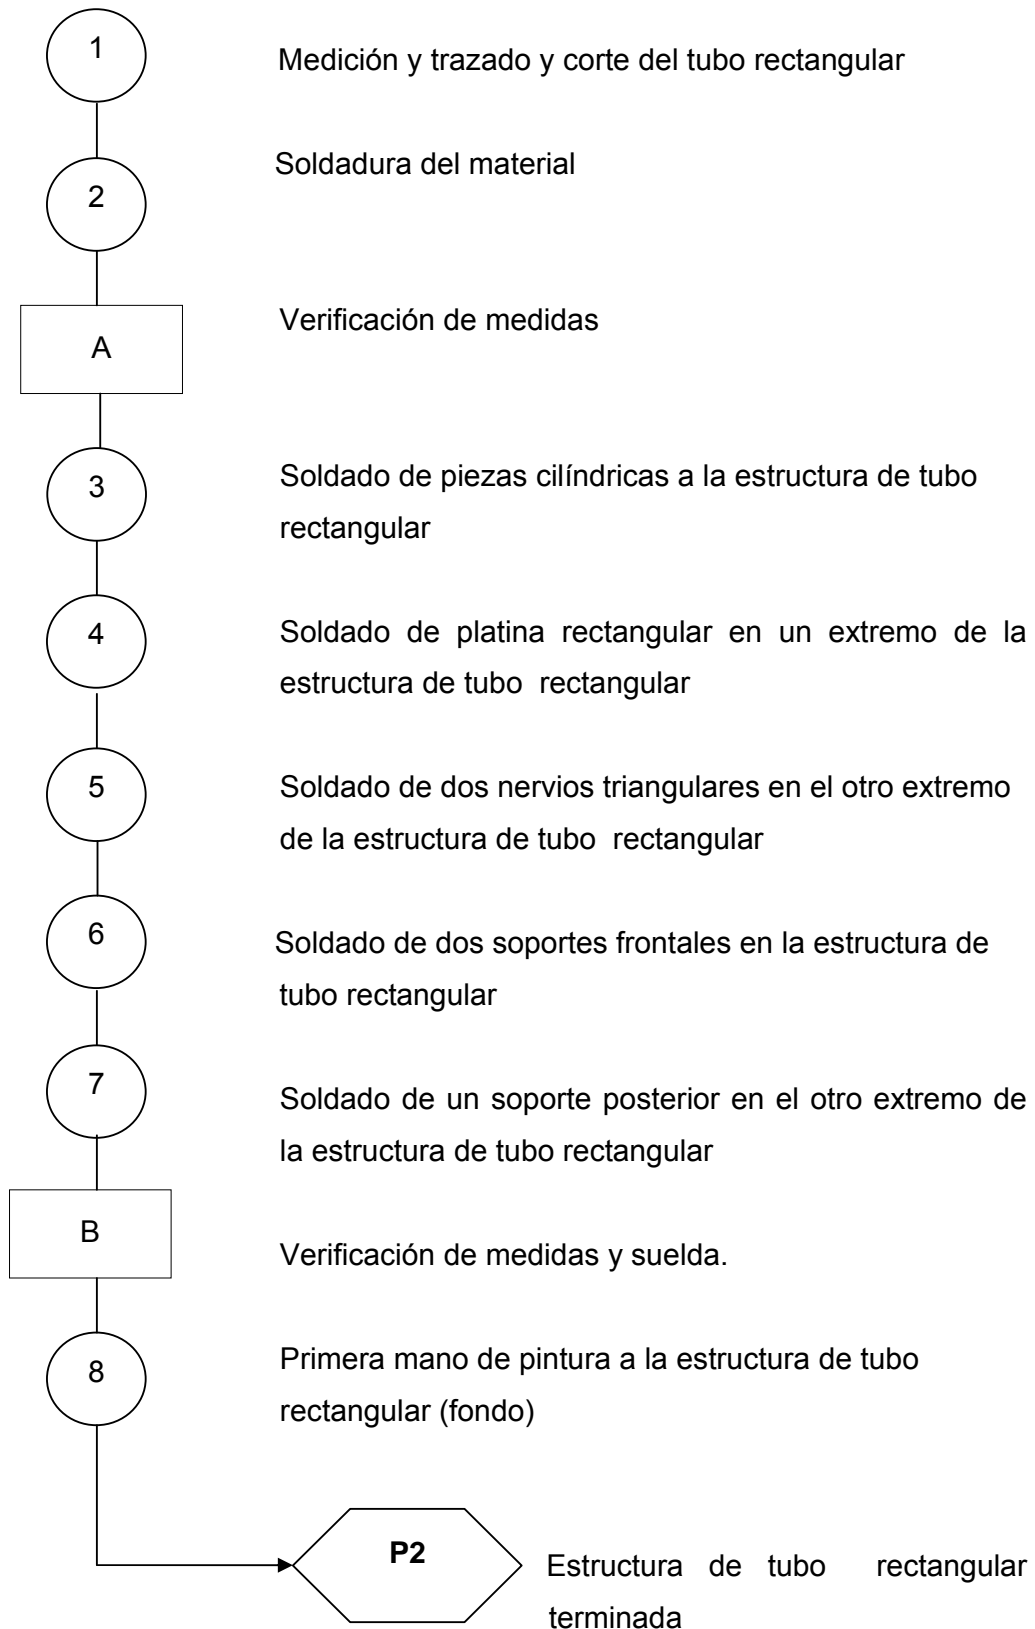 1
Medición y trazado y corte del tubo rectangular
2
Soldadura del material
A
Verificación de medidas
3
Soldado de piezas cilíndricas a la estructura de tubo
rectangular
4
Soldado de platina rectangular en un extremo de la
estructura de tubo rectangular
5
Soldado de dos nervios triangulares en el otro extremo
de la estructura de tubo rectangular
6
Soldado de dos soportes frontales en la estructura de
tubo rectangular
7
Soldado de un soporte posterior en el otro extremo de
la estructura de tubo rectangular
B
Verificación de medidas y suelda.
8
Primera mano de pintura a la estructura de tubo
rectangular (fondo)
P2
Estructura de tubo rectangular
terminada